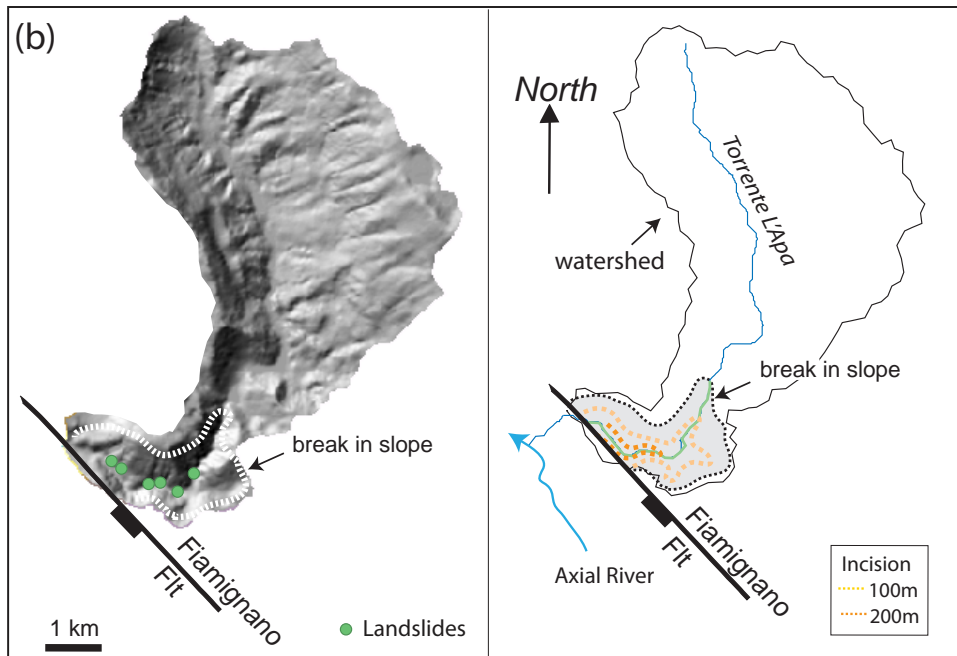 (b)
break in slope
Fiamignano
Flt
1 km
Landslides
North
Torrente L'Apa
watershed
break in slope
Axial River
Fiamignano
Flt
Incision
100m
200m